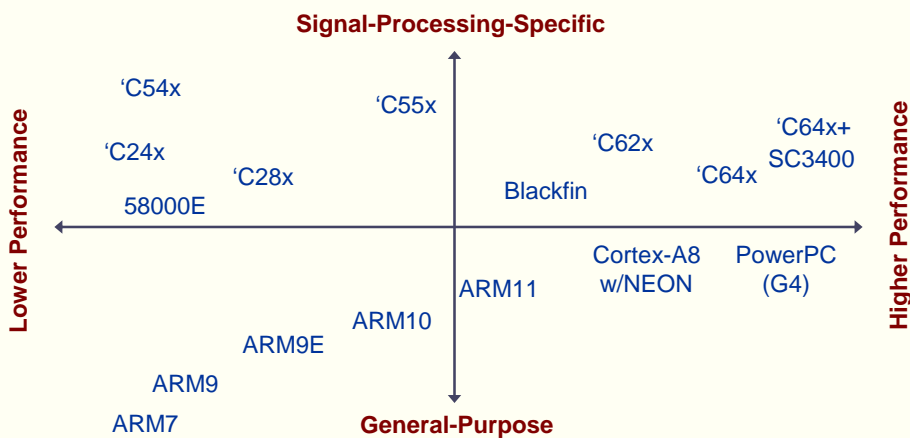 Signal-Processing-Specific
‘C54x
‘C55x
‘C24x
‘C28x
58000E
‘C62x
‘C64x+
SC3400
‘C64x
Blackfin
Lower Performance
Higher Performance
Cortex-A8
w/NEON
PowerPC
(G4)
ARM11
ARM10
ARM9E
ARM9
ARM7
General-Purpose